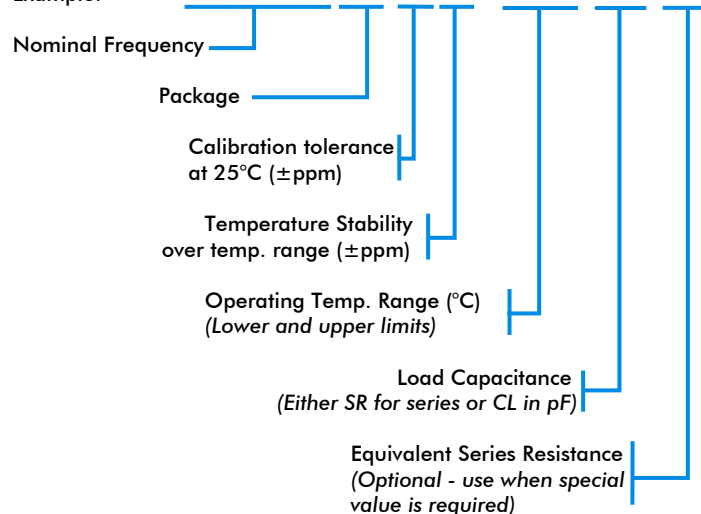 Example:
Nominal Frequency
Package
Calibration tolerance
at 25°C (±ppm)
Temperature Stability
over temp. range (±ppm)
Operating Temp. Range (°C)
(Lower and upper limits)
Load Capacitance
(Either SR for series or CL in pF)
Equivalent Series Resistance
(Optional - use when special
value is required)